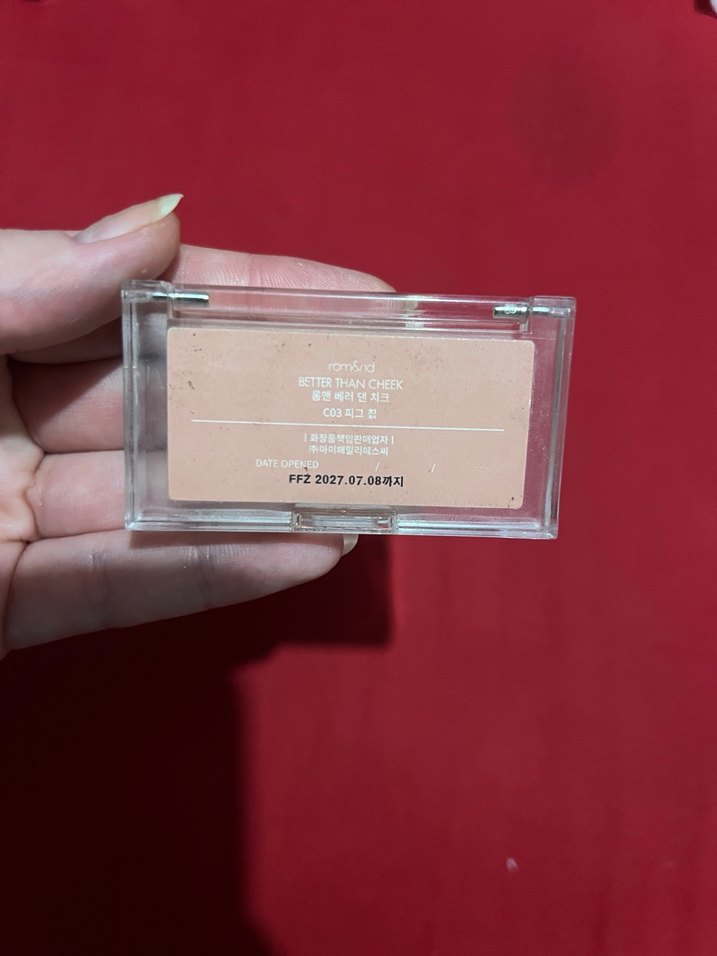 rom&nd
BETTER THAN CHEEK
롬앤 베러 댄 치크
C03 피그 칩
| 화장품책임판매업자 |
㈜아이패밀리에스씨
DATE OPENED / /
FFZ 2027.07.08까지